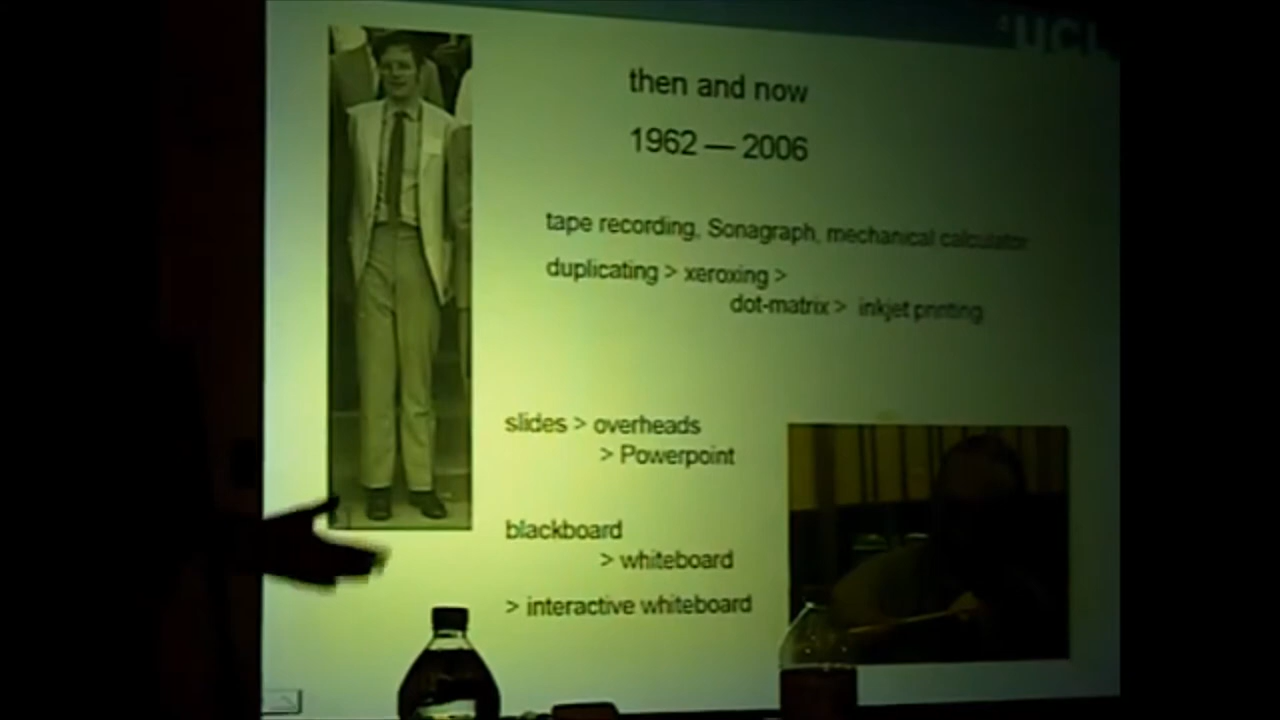 UCL
then and now
1962 — 2006
tape recording, Sonagraph, mechanical calculator
duplicating > xeroxing >
dot-matrix > inkjet printing
slides > overheads
> Powerpoint
blackboard
> whiteboard
> interactive whiteboard